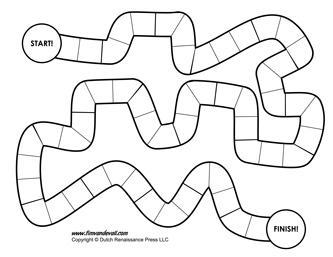 START!
FINISH!
www.timvandevall.com
Copyright © Dutch Renaissance Press LLC